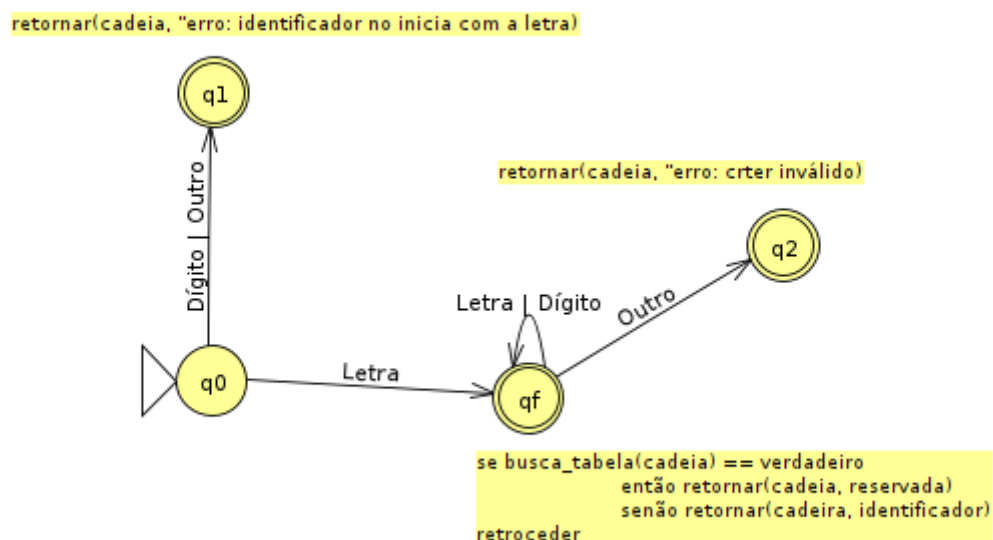 retornar(cadeia, "erro: identificador no inicia com a letra)
q1
Dígito | Outro
retornar(cadeia, "erro: crter inválido)
q2
Letra | Dígito
Outro
q0
Letra
qf
se busca_tabela(cadeia) == verdadeiro
então retornar(cadeia, reservada)
senão retornar(cadeira, identificador)
retroceder